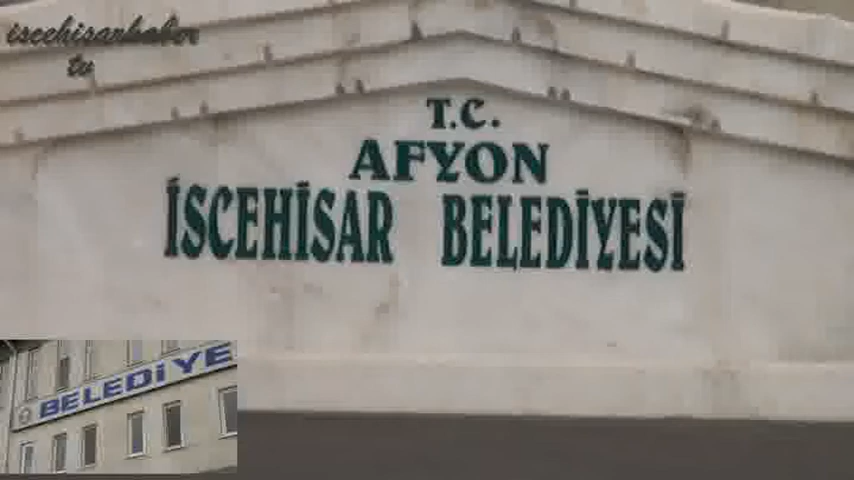 iscehisarhaber
tv
T.C.
AFYON
İSCEHİSAR BELEDİYESİ
BELEDİYE